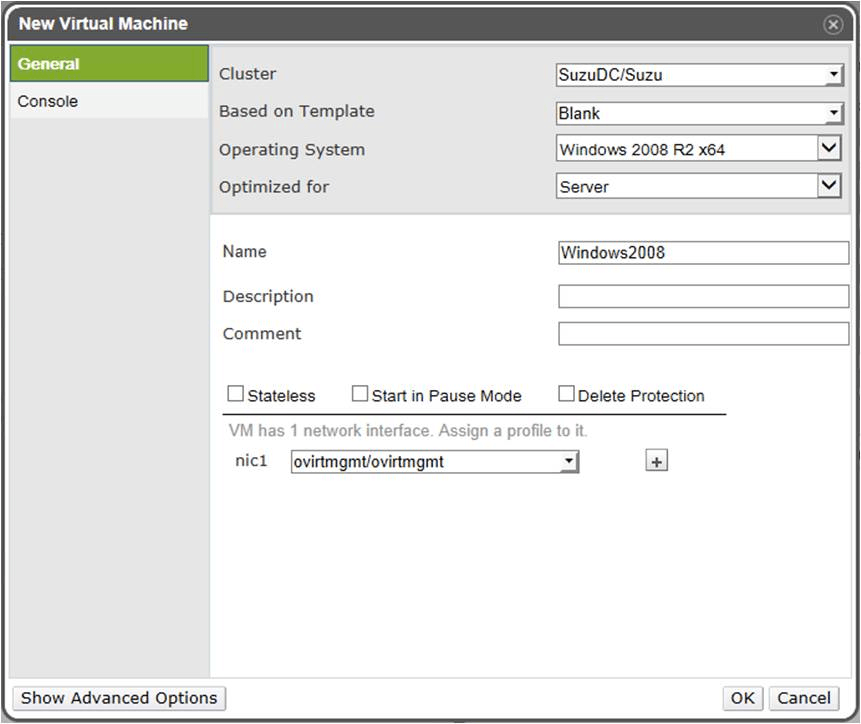 New Virtual Machine
General
Console
Cluster SuzuDC/Suzu
Based on Template Blank
Operating System Windows 2008 R2 x64
Optimized for Server
Name Windows2008
Description
Comment
Stateless Start in Pause Mode Delete Protection
VM has 1 network interface. Assign a profile to it.
nic1 ovirtmgmt/ovirtmgmt +
Show Advanced Options OK Cancel